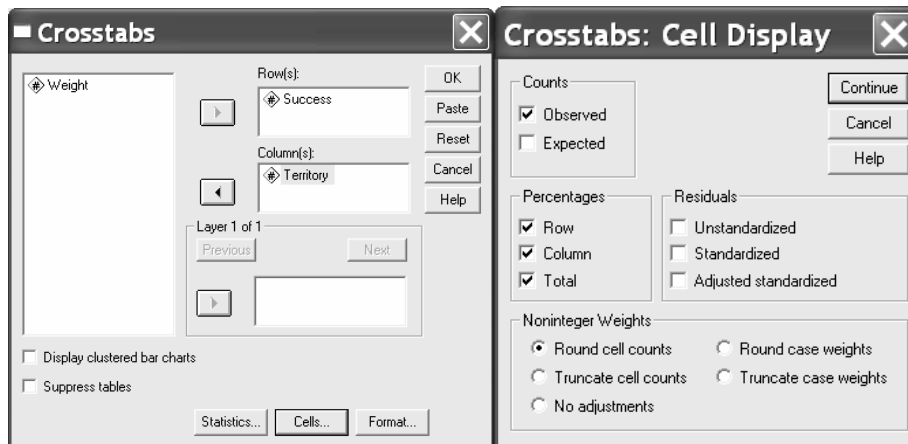 Crosstabs
Weight
Row(s):
Success
Column(s):
Territory
Layer 1 of 1
Previous
Next
OK
Paste
Reset
Cancel
Help
Display clustered bar charts
Suppress tables
Statistics...
Cells...
Format...
Crosstabs: Cell Display
Counts
Observed
Expected
Continue
Cancel
Help
Percentages
Row
Column
Total
Residuals
Unstandardized
Standardized
Adjusted standardized
Noninteger Weights
Round cell counts
Round case weights
Truncate cell counts
Truncate case weights
No adjustments